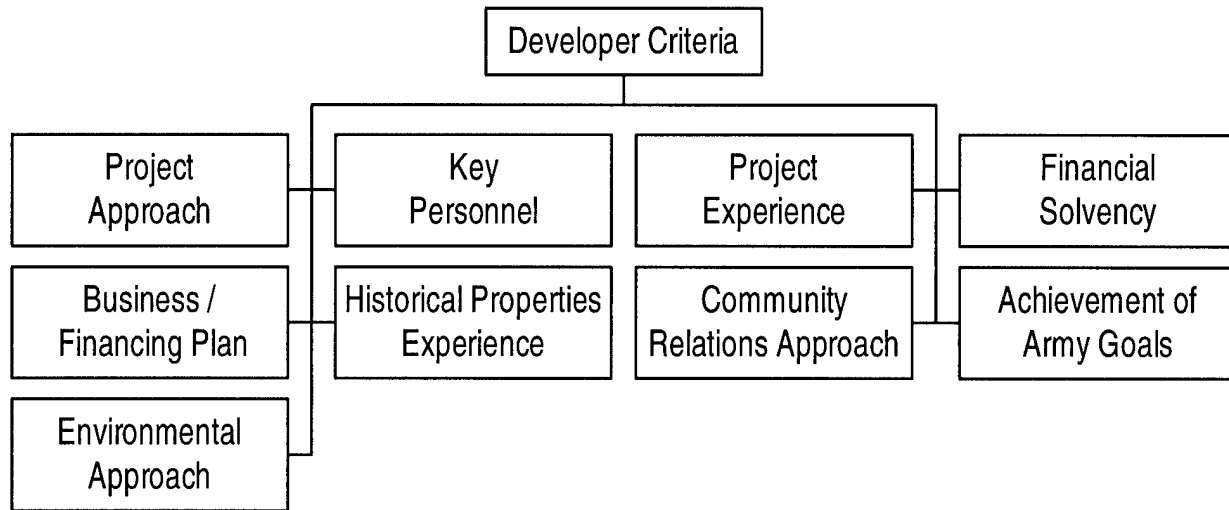 Developer Criteria
Project
Approach
Key
Personnel
Project
Experience
Financial
Solvency
Business /
Financing Plan
Historical Properties
Experience
Community
Relations Approach
Achievement of
Army Goals
Environmental
Approach